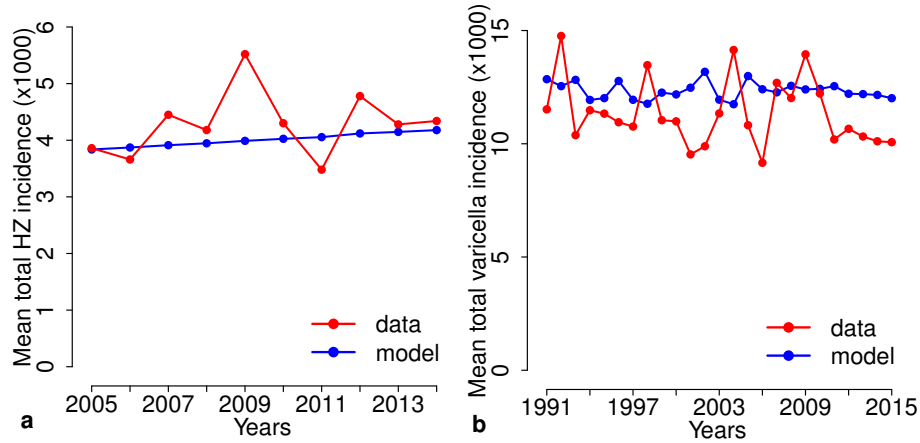 Mean total HZ incidence (x1000)
6
5
4
3
2
1
0
data
model
2005 2007 2009 2011 2013
Years
a
Mean total varicella incidence (x1000)
15
10
5
0
data
model
1991 1997 2003 2009 2015
Years
b